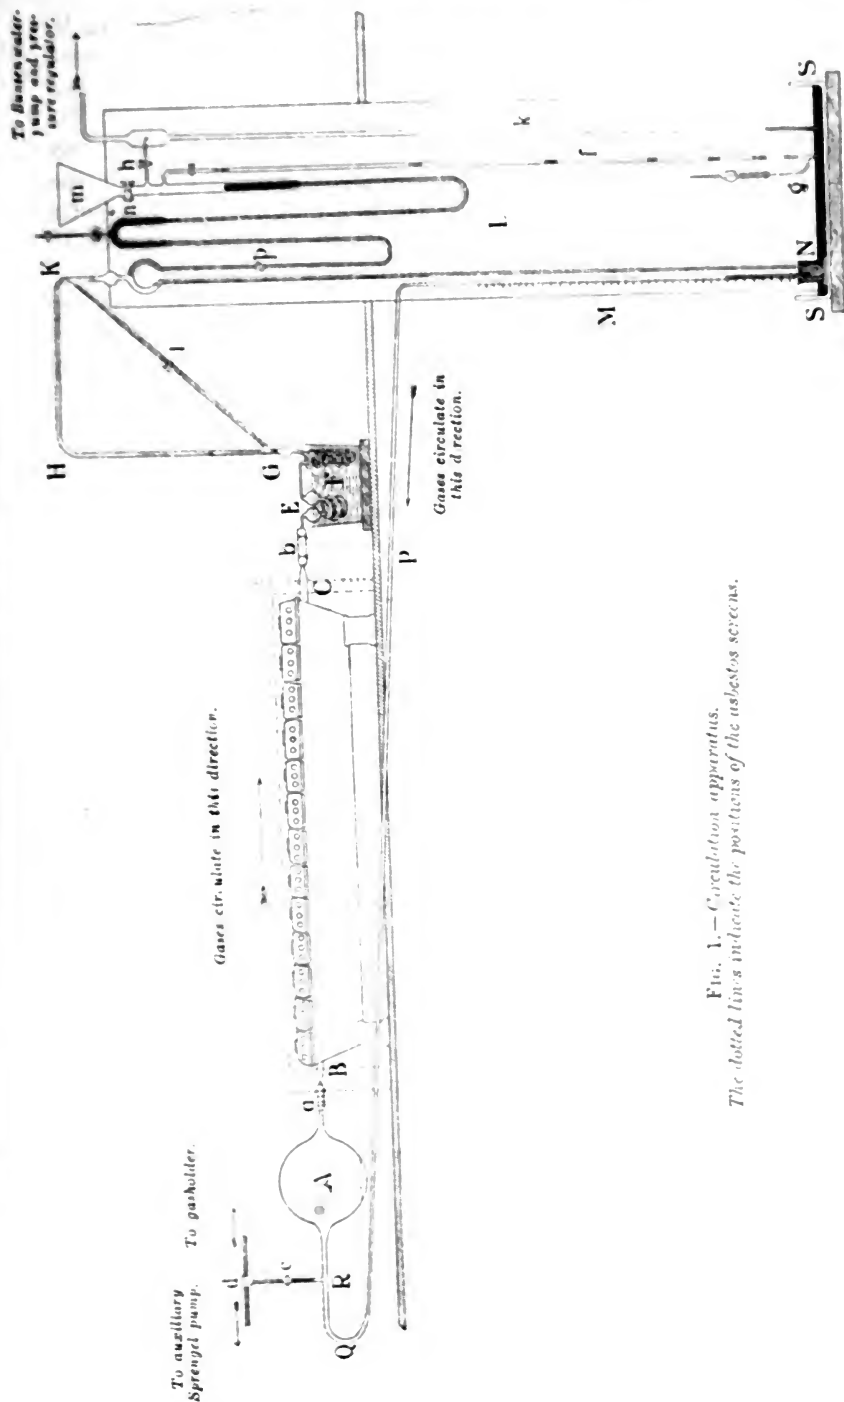 To Bunsen water-
pump and pres-
sure regulator.
m
h
n
K
k
f
p
L
g
N
S
S
M
H
l
G
E
F
b
C
P
Gases circulate in
this direction.
Gases circulate in this direction.
B
a
A
To gasholder.
To auxiliary
Sprengel pump.
d
c
R
Q
FIG. 1.—Circulation apparatus.
The dotted lines indicate the positions of the asbestos screens.